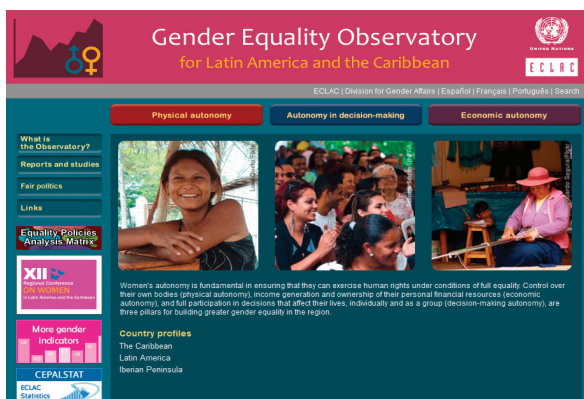 Gender Equality Observatory
for Latin America and the Caribbean
UNITED NATIONS
ECLAC
ECLAC | Division for Gender Affairs | Español | Français | Português | Search
Physical autonomy
Autonomy in decision-making
Economic autonomy
What is
the Observatory?
Reports and studies
Fair politics
Links
Equality Policies
Analysis Matrix
XII
Regional Conference
ON WOMEN
in Latin America and the Caribbean
More gender
indicators
CEPALSTAT
ECLAC
Statistics
Women's autonomy is fundamental in ensuring that they can exercise human rights under conditions of full equality. Control over
their own bodies (physical autonomy), income generation and ownership of their personal financial resources (economic
autonomy), and full participation in decisions that affect their lives, individually and as a group (decision-making autonomy), are
three pillars for building greater gender equality in the region.
Country profiles
The Caribbean
Latin America
Iberian Peninsula